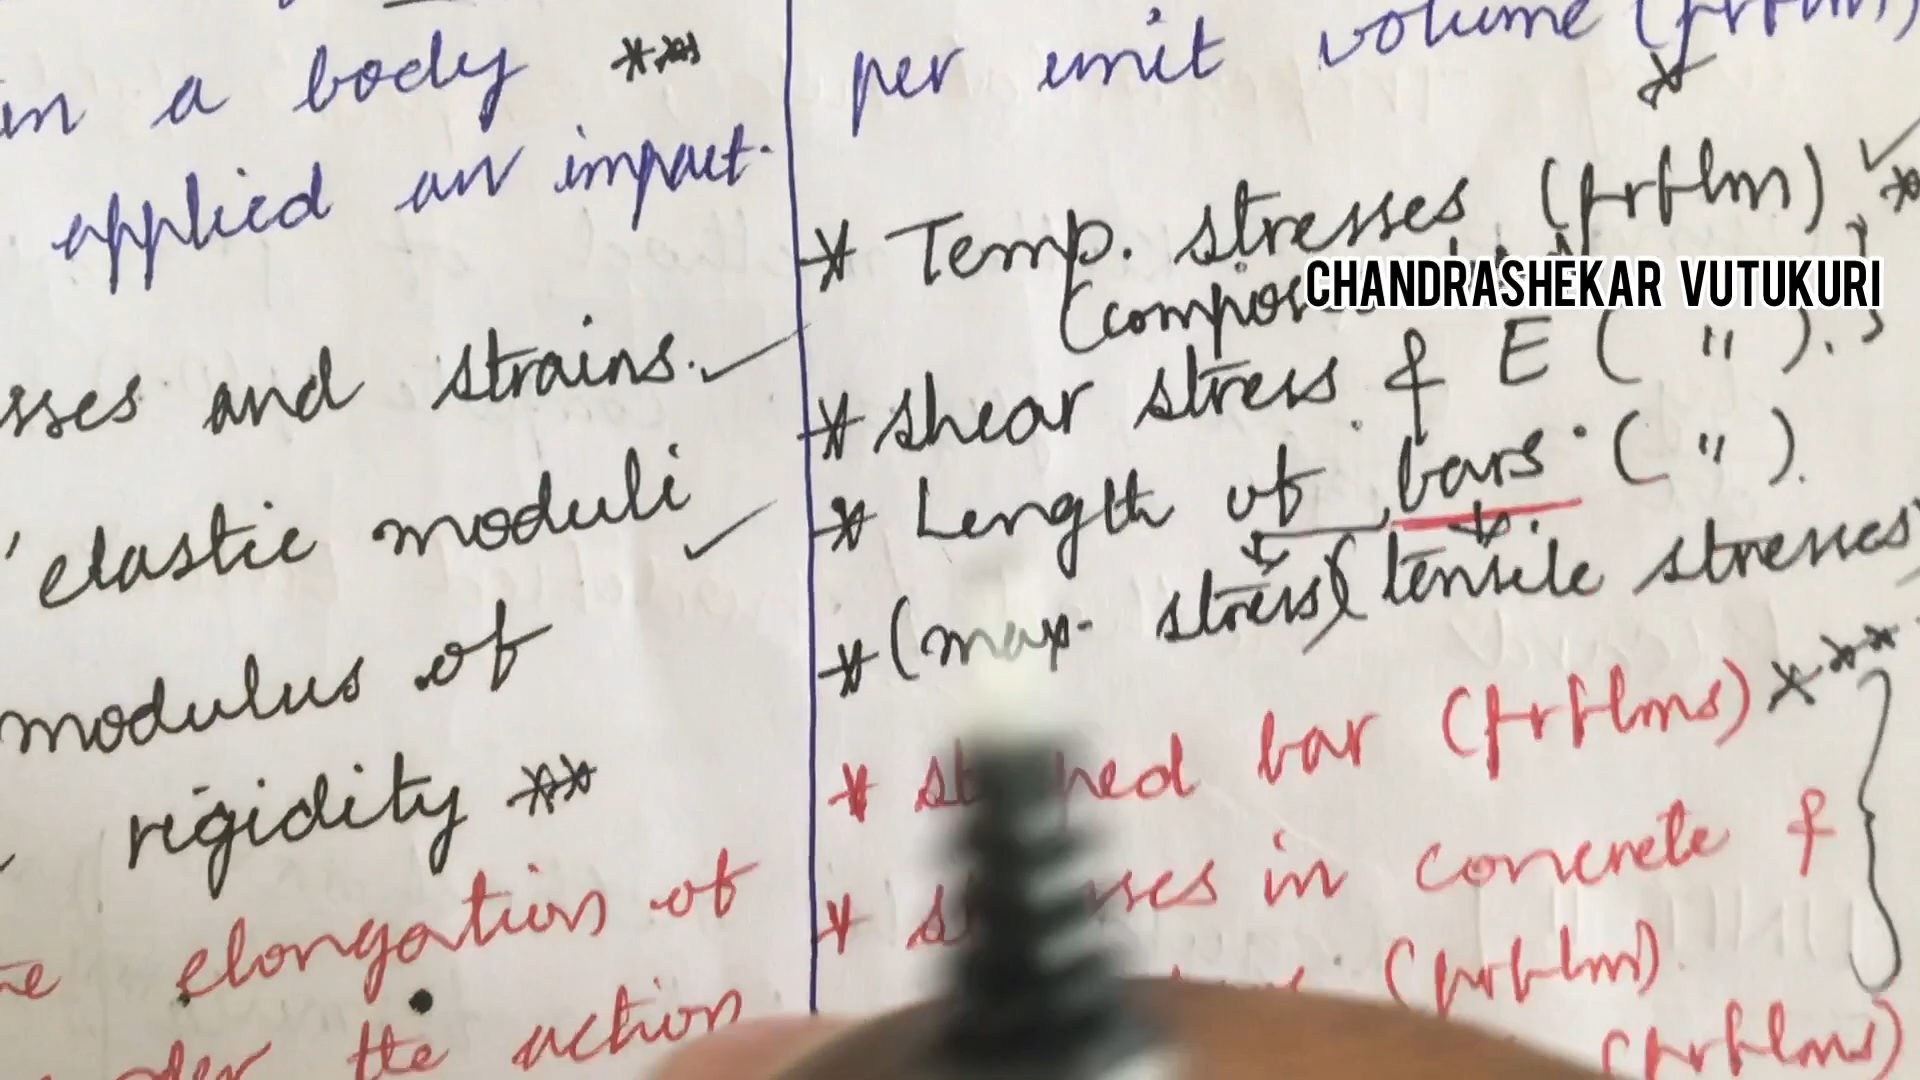 in a body ***
applied an impact.
sses and strains.
elastic moduli
modulus of
rigidity **
elongation of
the action
per unit volume
* Temp. stresses (prblm) *
CHANDRASHEKAR VUTUKURI
* shear stress & E ( " ).
* Length of bars. ( " ).
* (max. stress) (tensile stresses
* ped bar (prblms) ***
* sses in concrete &
(prblm)
(prblms)